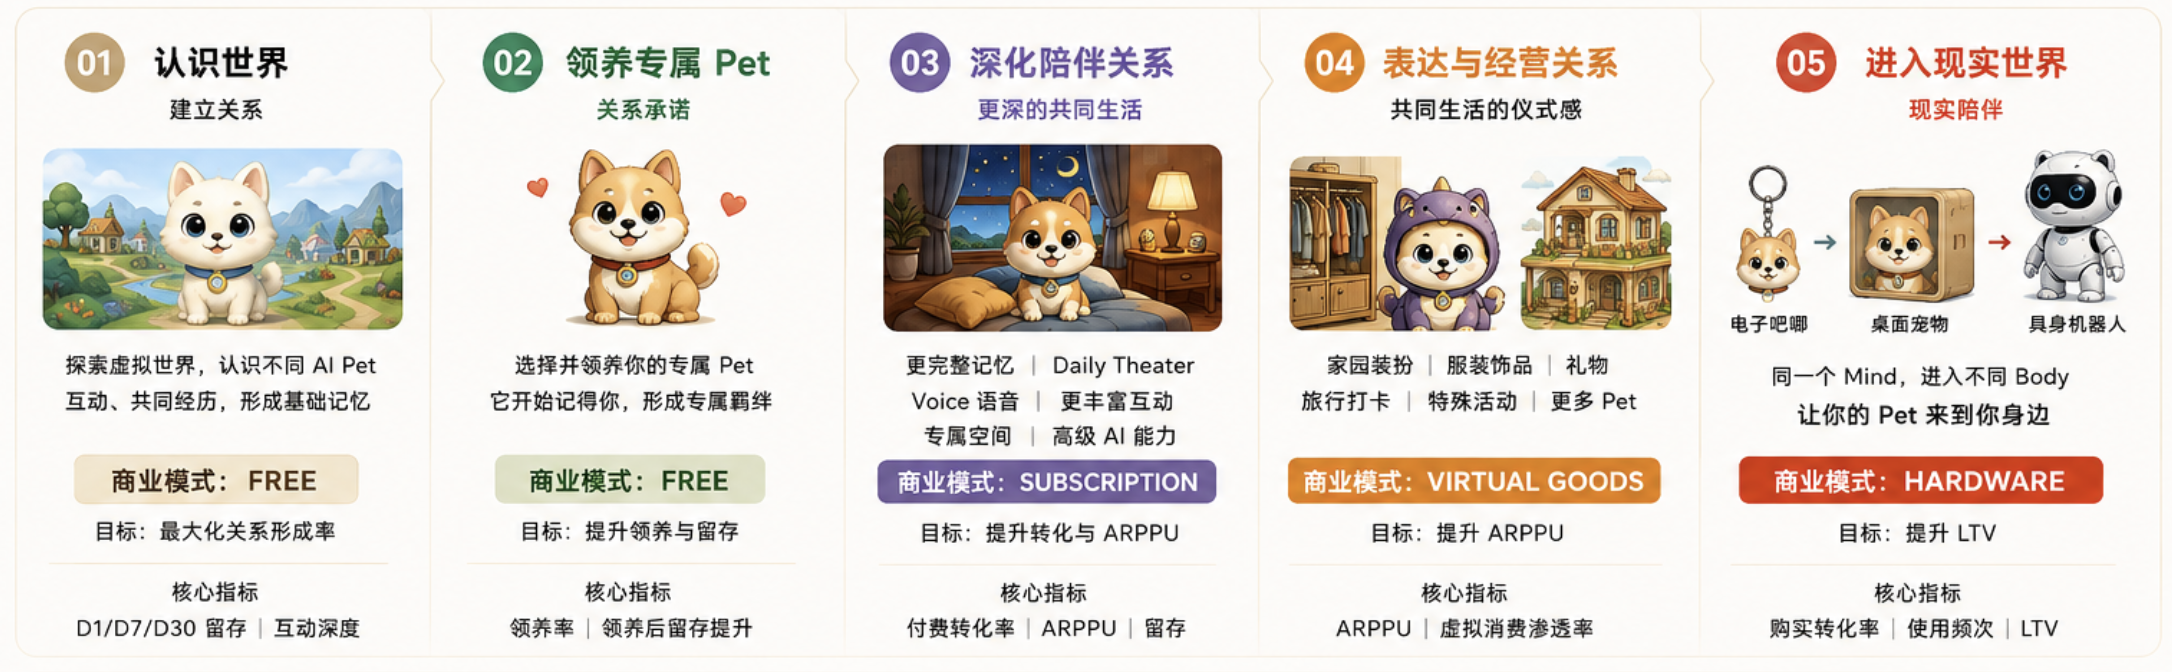 01 认识世界
建立关系
探索虚拟世界，认识不同 AI Pet
互动、共同经历，形成基础记忆
商业模式：FREE
目标：最大化关系形成率
核心指标
D1/D7/D30 留存 | 互动深度
02 领养专属 Pet
关系承诺
选择并领养你的专属 Pet
它开始记得你，形成专属羁绊
商业模式：FREE
目标：提升领养与留存
核心指标
领养率 | 领养后留存提升
03 深化陪伴关系
更深的共同生活
更完整记忆 | Daily Theater
Voice 语音 | 更丰富互动
专属空间 | 高级 AI 能力
商业模式：SUBSCRIPTION
目标：提升转化与 ARPPU
核心指标
付费转化率 | ARPPU | 留存
04 表达与经营关系
共同生活的仪式感
家园装扮 | 服装饰品 | 礼物
旅行打卡 | 特殊活动 | 更多 Pet
商业模式：VIRTUAL GOODS
目标：提升 ARPPU
核心指标
ARPPU | 虚拟消费渗透率
05 进入现实世界
现实陪伴
电子吧唧
桌面宠物
具身机器人
同一个 Mind，进入不同 Body
让你的 Pet 来到你身边
商业模式：HARDWARE
目标：提升 LTV
核心指标
购买转化率 | 使用频次 | LTV